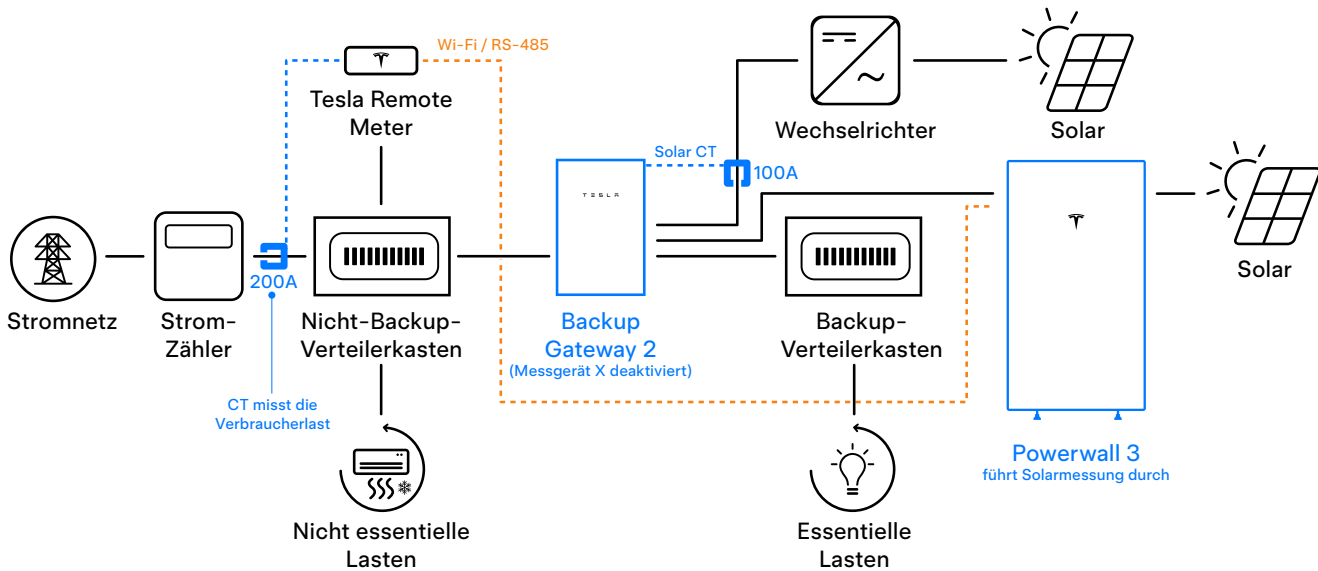 Wi-Fi / RS-485
Tesla Remote
Meter
Wechselrichter
Solar
Solar CT
100A
TESLA
200A
Stromnetz
Strom-
Zähler
Nicht-Backup-
Verteilerkasten
Backup
Gateway 2
(Messgerät X deaktiviert)
Backup-
Verteilerkasten
Solar
CT misst die
Verbraucherlast
Powerwall 3
führt Solarmessung durch
Nicht essentielle
Lasten
Essentielle
Lasten